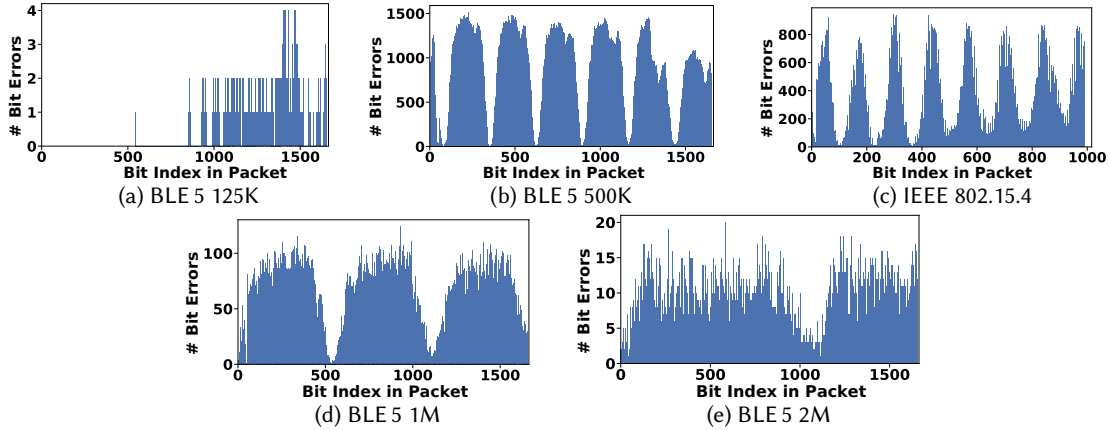 4
3
2
1
0
# Bit Errors
0 500 1000 1500
Bit Index in Packet
(a) BLE 5 125K
1500
1000
500
0
# Bit Errors
0 500 1000 1500
Bit Index in Packet
(b) BLE 5 500K
800
600
400
200
0
# Bit Errors
0 200 400 600 800 1000
Bit Index in Packet
(c) IEEE 802.15.4
100
50
0
# Bit Errors
0 500 1000 1500
Bit Index in Packet
(d) BLE 5 1M
20
15
10
5
0
# Bit Errors
0 500 1000 1500
Bit Index in Packet
(e) BLE 5 2M